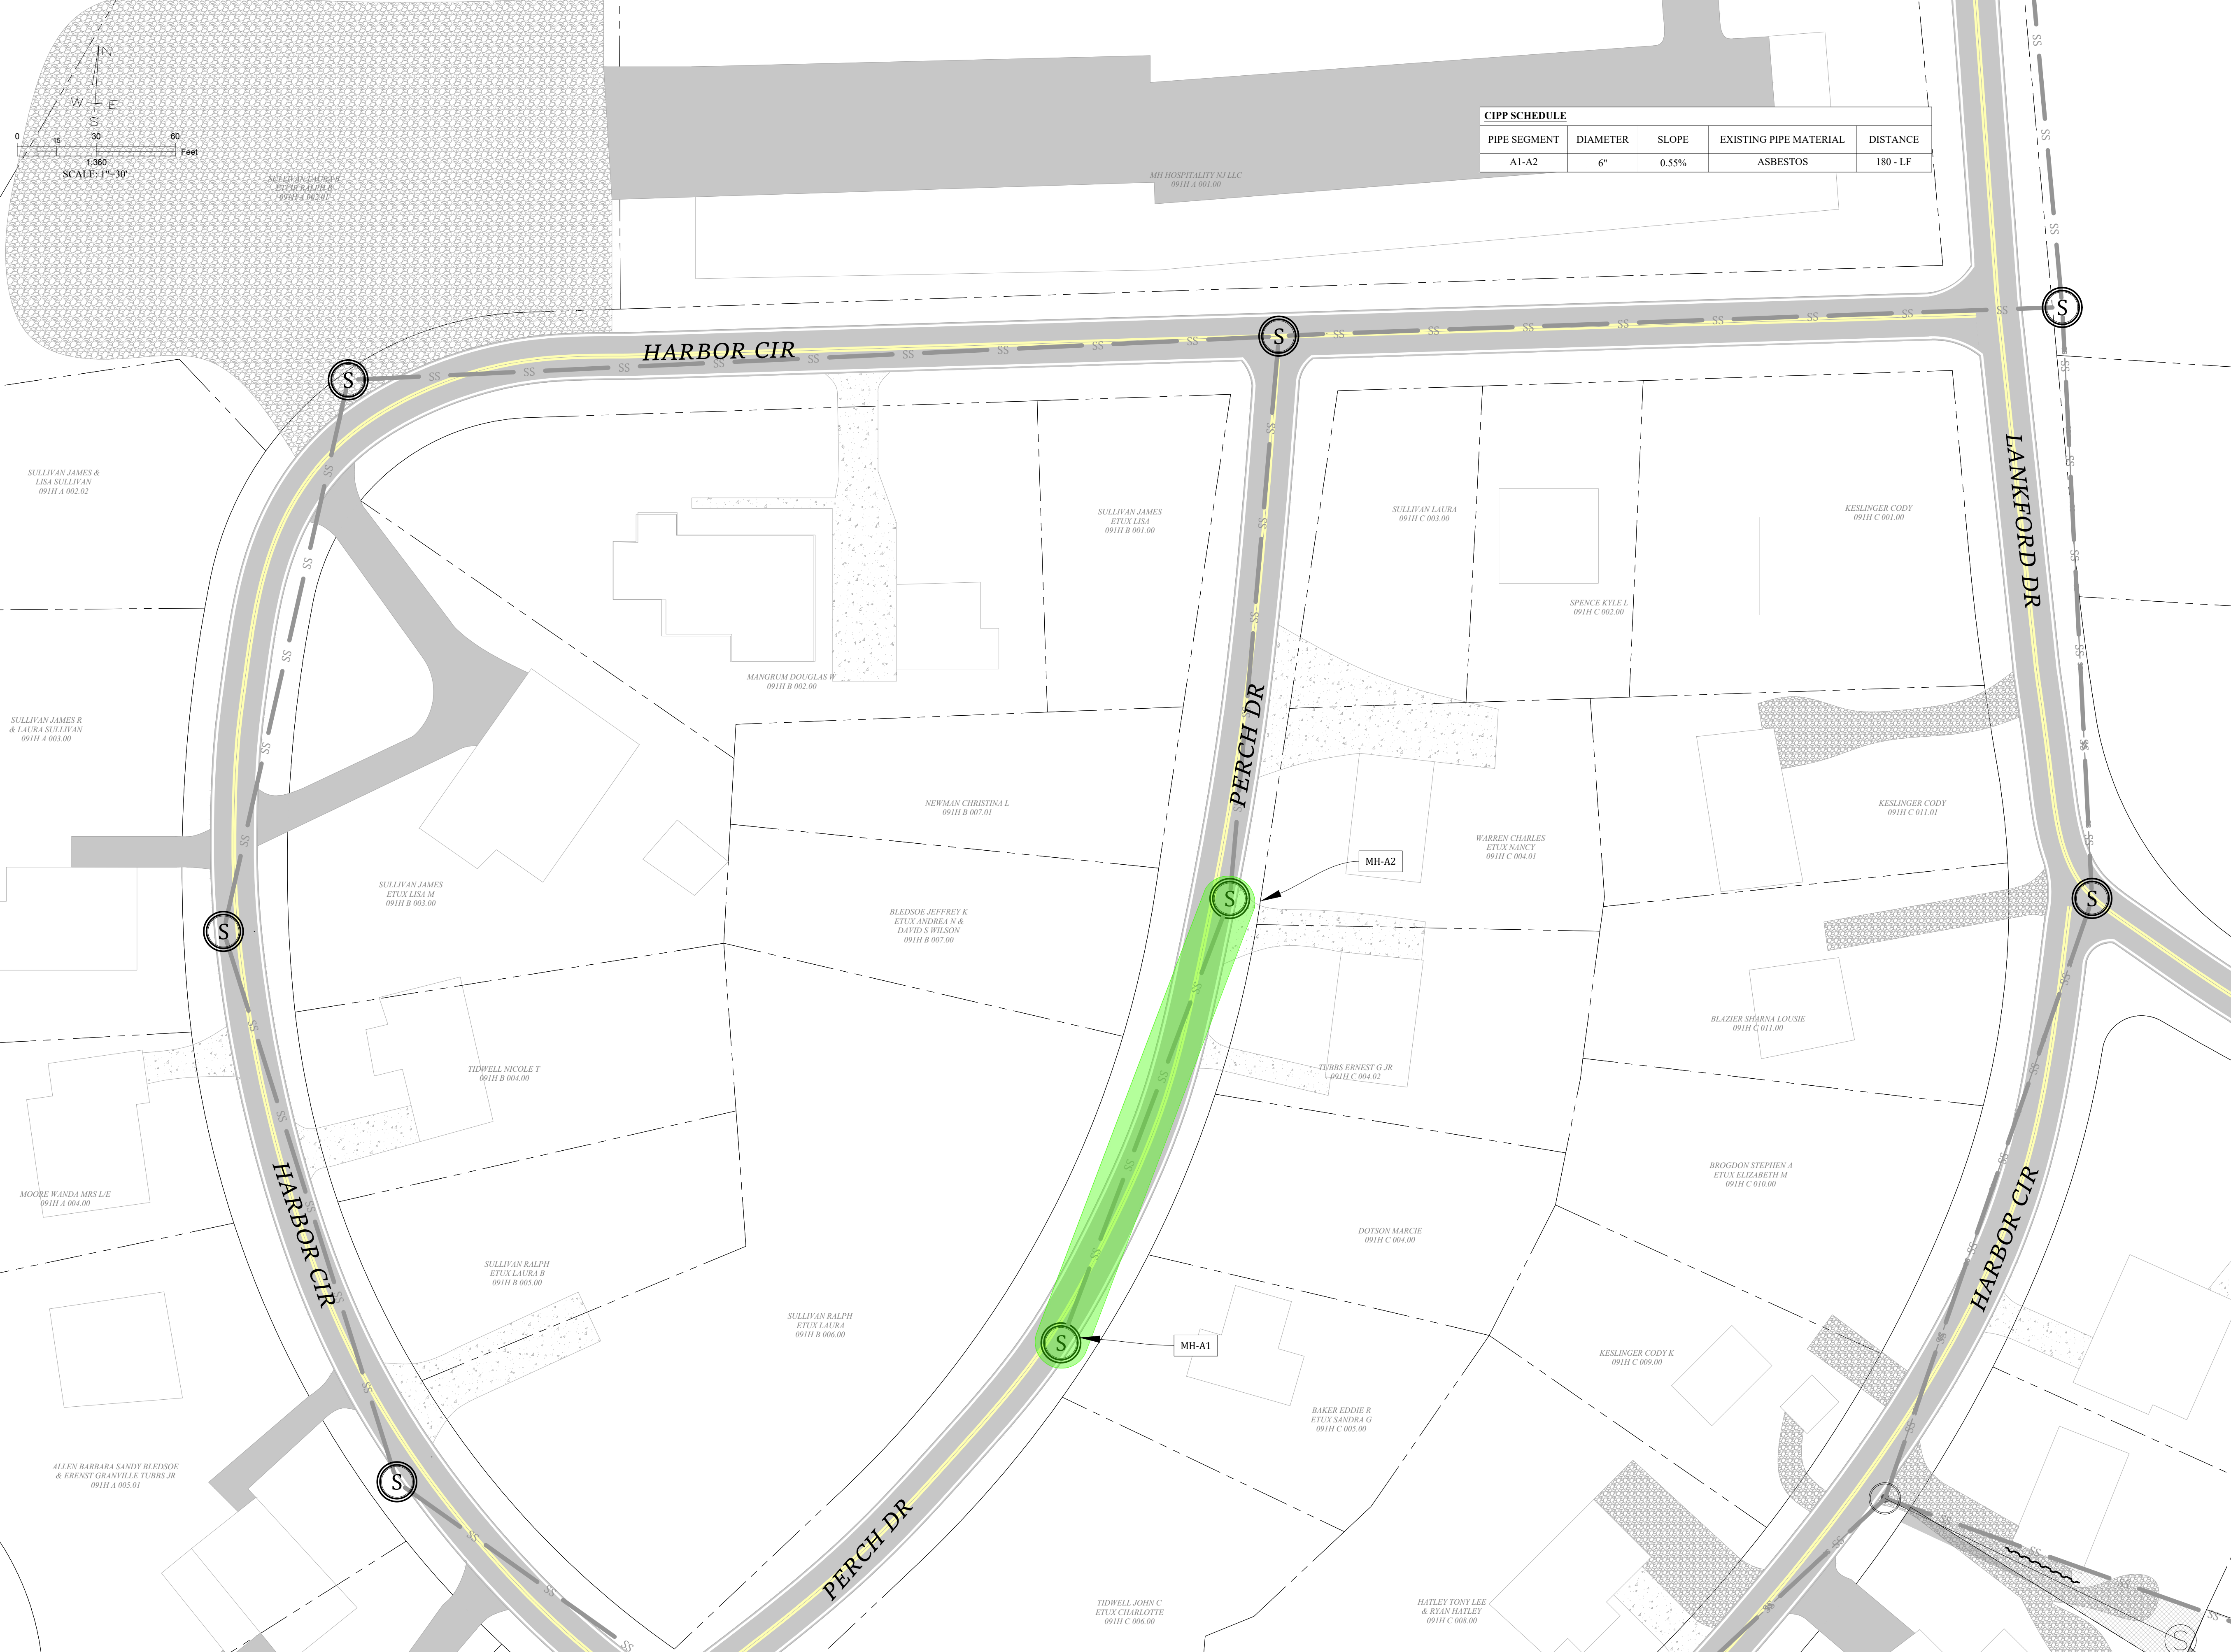 N
W E
S
0 15 30 60
Feet
1:360
SCALE: 1"=30'
SULLIVAN LAURA B
ETVIR RALPH B
091H A 002.01
MH HOSPITALITY NJ LLC
091H A 001.00
CIPP SCHEDULE
PIPE SEGMENT DIAMETER SLOPE EXISTING PIPE MATERIAL DISTANCE
A1-A2 6" 0.55% ASBESTOS 180 - LF
HARBOR CIR
PERCH DR
LANKFORD DR
HARBOR CIR
PERCH DR
HARBOR CIR
SULLIVAN JAMES &
LISA SULLIVAN
091H A 002.02
SULLIVAN JAMES
ETUX LISA
091H B 001.00
SULLIVAN LAURA
091H C 003.00
KESLINGER CODY
091H C 001.00
SPENCE KYLE L
091H C 002.00
MANGRUM DOUGLAS W
091H B 002.00
SULLIVAN JAMES R
& LAURA SULLIVAN
091H A 003.00
NEWMAN CHRISTINA L
091H B 007.01
KESLINGER CODY
091H C 011.01
WARREN CHARLES
ETUX NANCY
091H C 004.01
MH-A2
SULLIVAN JAMES
ETUX LISA M
091H B 003.00
BLEDSOE JEFFREY K
ETUX ANDREA N &
DAVID S WILSON
091H B 007.00
BLAZIER SHARNA LOUSIE
091H C 011.00
TIDWELL NICOLE T
091H B 004.00
TUBBS ERNEST G JR
091H C 004.02
BROGDON STEPHEN A
ETUX ELIZABETH M
091H C 010.00
MOORE WANDA MRS L/E
091H A 004.00
DOTSON MARCIE
091H C 004.00
SULLIVAN RALPH
ETUX LAURA B
091H B 005.00
SULLIVAN RALPH
ETUX LAURA
091H B 006.00
MH-A1
KESLINGER CODY K
091H C 009.00
BAKER EDDIE R
ETUX SANDRA G
091H C 005.00
ALLEN BARBARA SANDY BLEDSOE
& ERENST GRANVILLE TUBBS JR
091H A 005.01
TIDWELL JOHN C
ETUX CHARLOTTE
091H C 006.00
HATLEY TONY LEE
& RYAN HATLEY
091H C 008.00
S
S
S
S
S
S
S
S
S
SS
SS
SS
SS